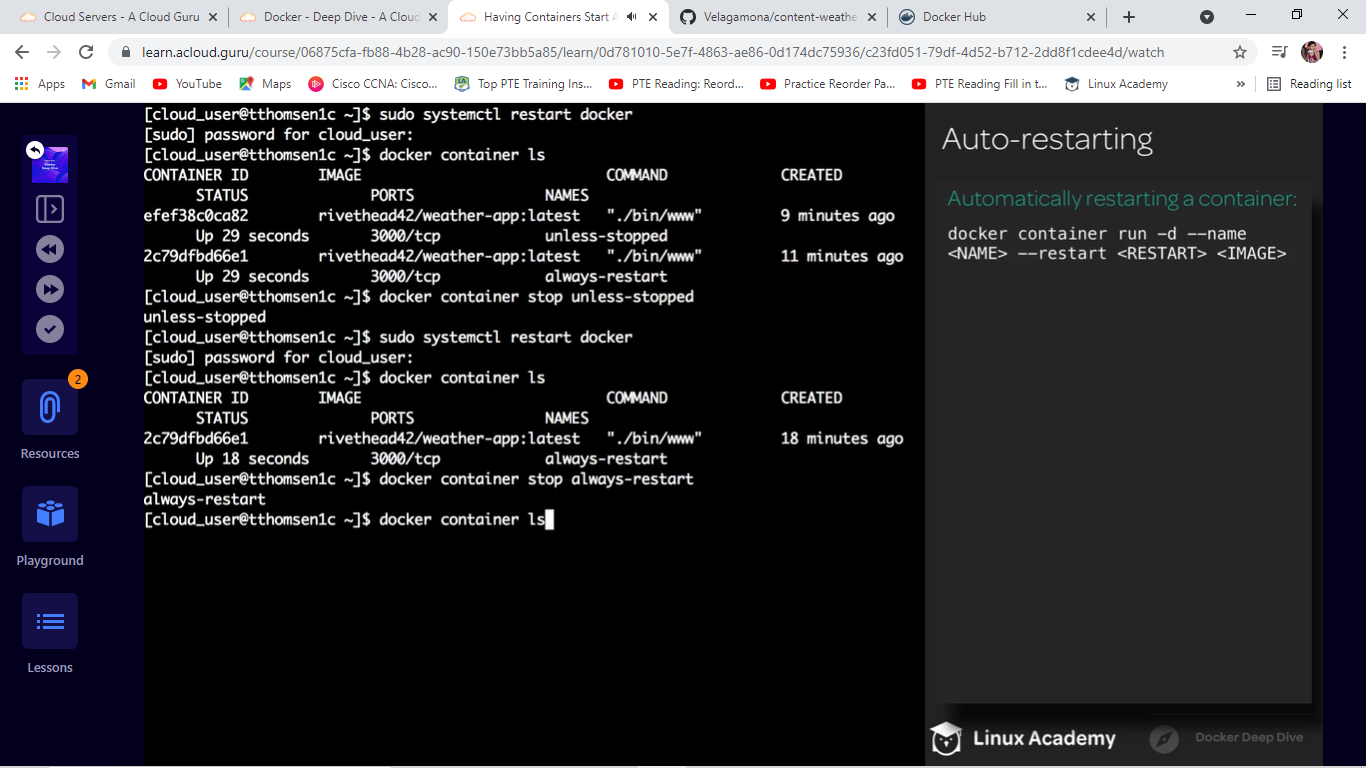 Cloud Servers - A Cloud Guru
Docker - Deep Dive - A Cloud
Having Containers Start A
Velagamona/content-weathe
Docker Hub
learn.acloud.guru/course/06875cfa-fb88-4b28-ac90-150e73bb5a85/learn/0d781010-5e7f-4863-ae86-0d174dc75936/c23fd051-79df-4d52-b712-2dd8f1cdee4d/watch
Apps
Gmail
YouTube
Maps
Cisco CCNA: Cisco...
Top PTE Training Ins...
PTE Reading: Reord...
Practice Reorder Pa...
PTE Reading Fill in t...
Linux Academy
»
Reading list
Docker
Deep Dive
2
Resources
Playground
Lessons
[cloud_user@tthomsen1c ~]$ sudo systemctl restart docker
[sudo] password for cloud_user:
[cloud_user@tthomsen1c ~]$ docker container ls
CONTAINER ID        IMAGE                            COMMAND             CREATED
      STATUS              PORTS               NAMES
efef38c0ca82        rivethead42/weather-app:latest   "./bin/www"         9 minutes ago
      Up 29 seconds       3000/tcp            unless-stopped
2c79dfbd66e1        rivethead42/weather-app:latest   "./bin/www"         11 minutes ago
      Up 29 seconds       3000/tcp            always-restart
[cloud_user@tthomsen1c ~]$ docker container stop unless-stopped
unless-stopped
[cloud_user@tthomsen1c ~]$ sudo systemctl restart docker
[sudo] password for cloud_user:
[cloud_user@tthomsen1c ~]$ docker container ls
CONTAINER ID        IMAGE                            COMMAND             CREATED
      STATUS              PORTS               NAMES
2c79dfbd66e1        rivethead42/weather-app:latest   "./bin/www"         18 minutes ago
      Up 18 seconds       3000/tcp            always-restart
[cloud_user@tthomsen1c ~]$ docker container stop always-restart
always-restart
[cloud_user@tthomsen1c ~]$ docker container ls
Auto-restarting
Automatically restarting a container:
docker container run -d --name
<NAME> --restart <RESTART> <IMAGE>
Linux Academy
Docker Deep Dive